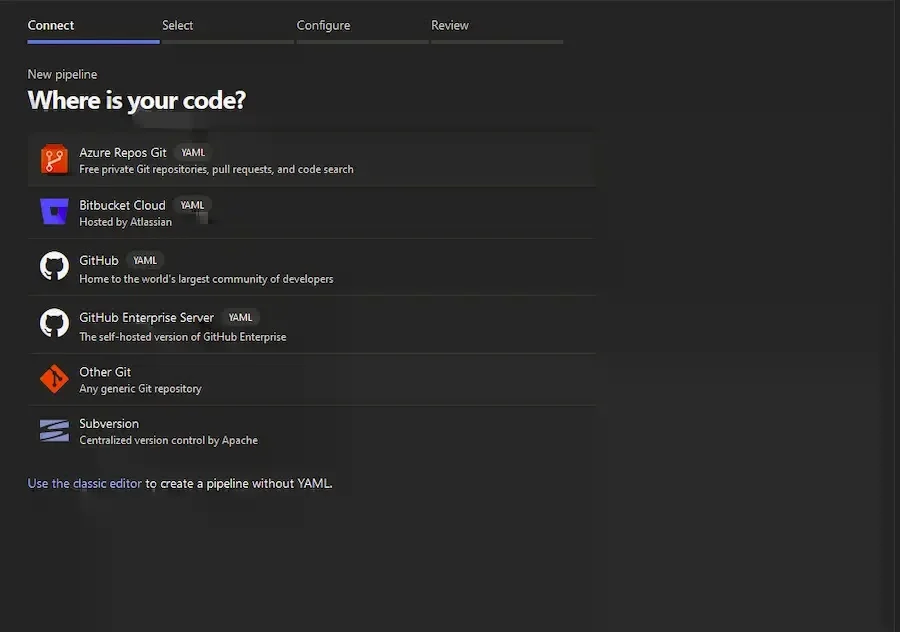 Connect Select Configure Review
New pipeline
Where is your code?
Azure Repos Git YAML
Free private Git repositories, pull requests, and code search
Bitbucket Cloud YAML
Hosted by Atlassian
GitHub YAML
Home to the world's largest community of developers
GitHub Enterprise Server YAML
The self-hosted version of GitHub Enterprise
Other Git
Any generic Git repository
Subversion
Centralized version control by Apache
Use the classic editor to create a pipeline without YAML.